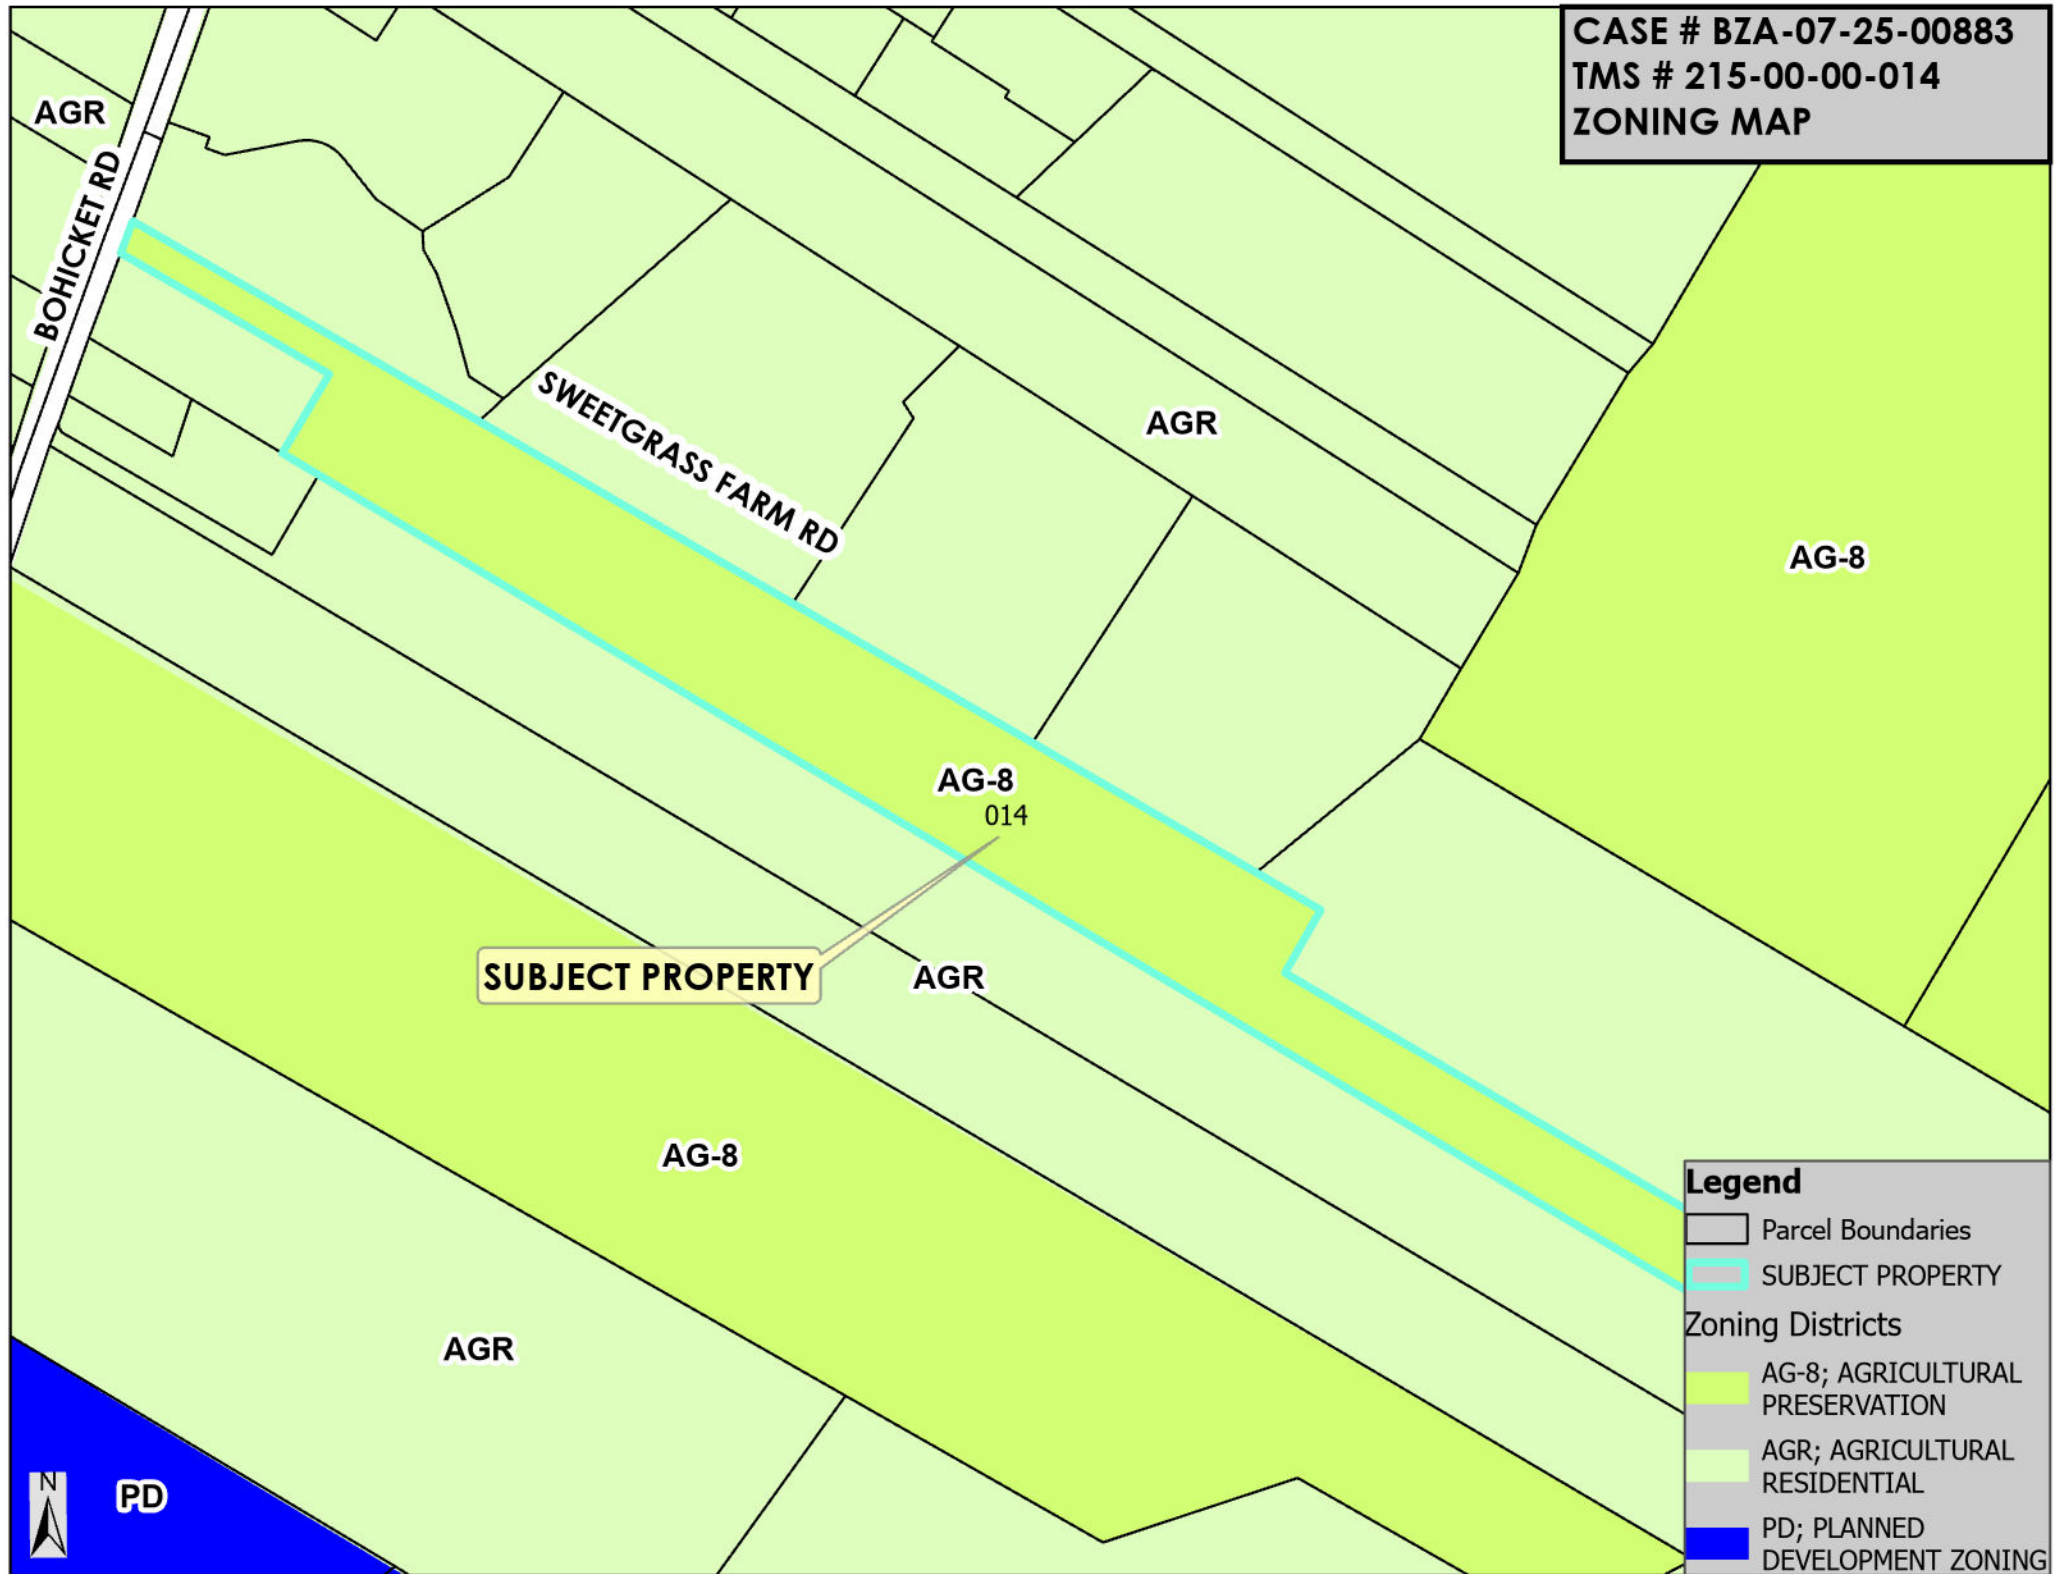 CASE # BZA-07-25-00883
TMS # 215-00-00-014
ZONING MAP
AGR
BOHICKET RD
SWEETGRASS FARM RD
AGR
AG-8
AG-8
014
SUBJECT PROPERTY
AGR
AG-8
AGR
PD
N
Legend
Parcel Boundaries
SUBJECT PROPERTY
Zoning Districts
AG-8; AGRICULTURAL
PRESERVATION
AGR; AGRICULTURAL
RESIDENTIAL
PD; PLANNED
DEVELOPMENT ZONING